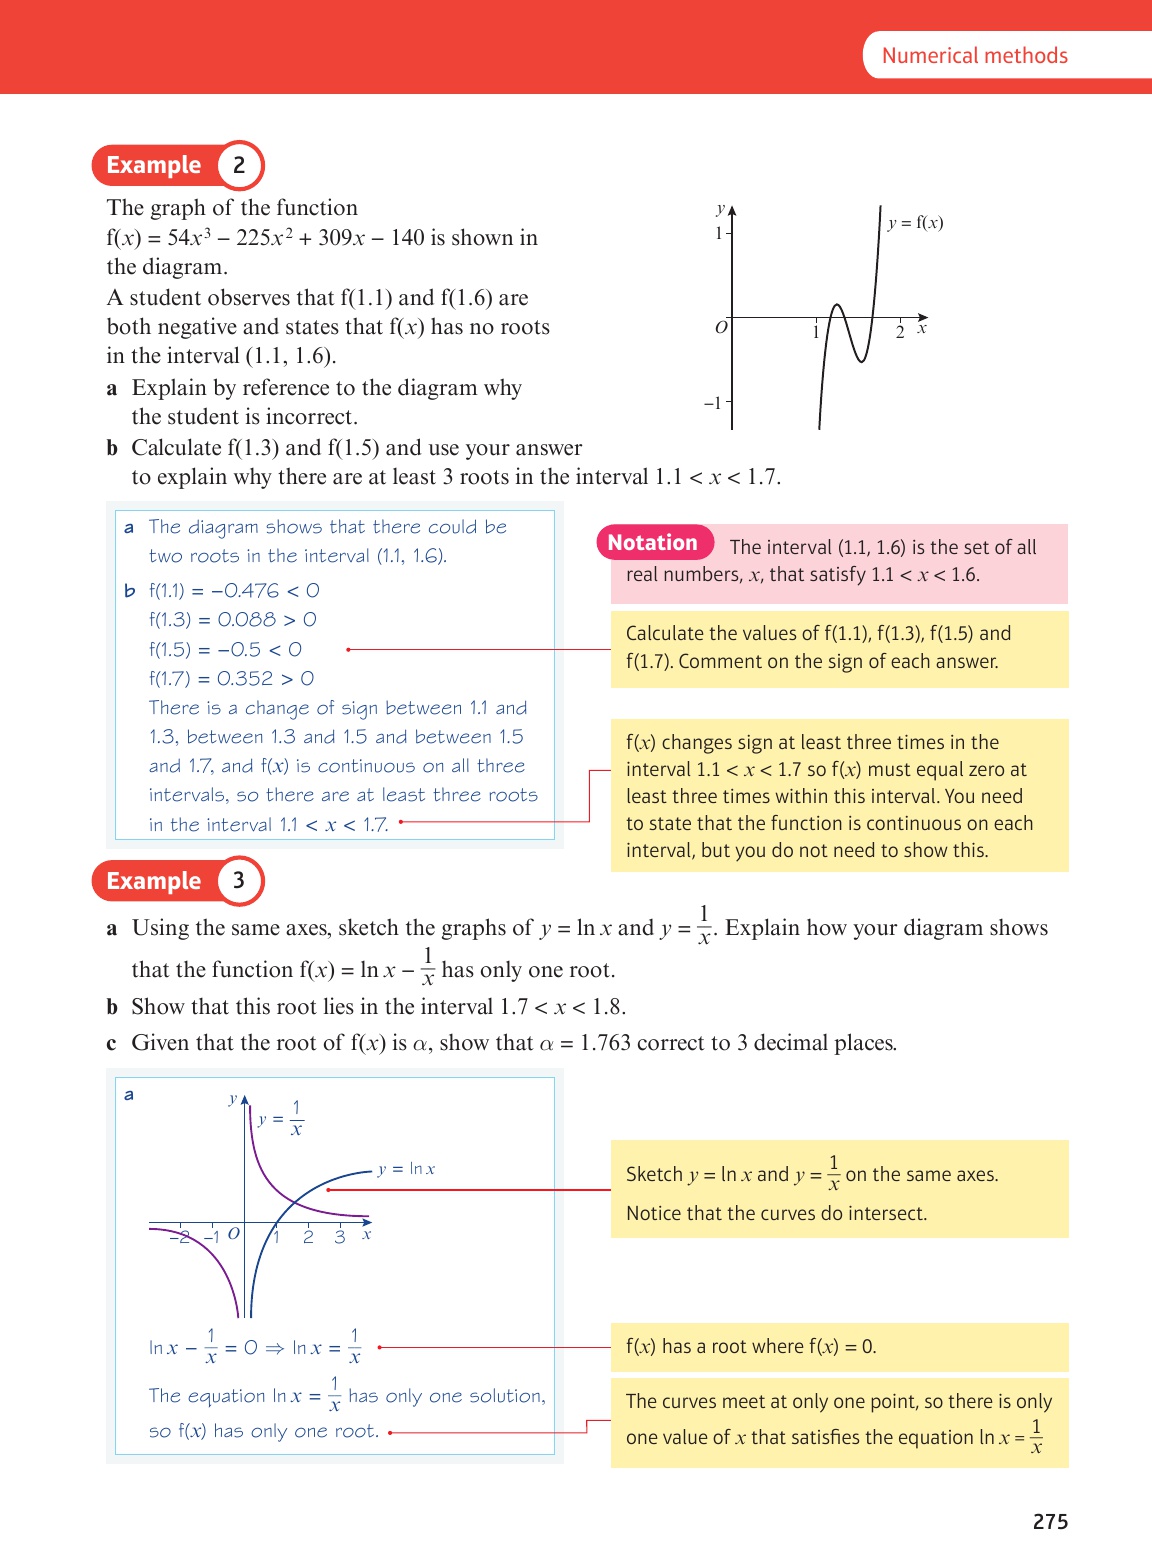 Numerical methods
Example 2
The graph of the function
f(x) = 54x³ − 225x² + 309x − 140 is shown in
the diagram.
A student observes that f(1.1) and f(1.6) are
both negative and states that f(x) has no roots
in the interval (1.1, 1.6).
a Explain by reference to the diagram why
the student is incorrect.
b Calculate f(1.3) and f(1.5) and use your answer
to explain why there are at least 3 roots in the interval 1.1 < x < 1.7.
y
1
y = f(x)
O
1
2
x
−1
a The diagram shows that there could be
two roots in the interval (1.1, 1.6).
b f(1.1) = −0.476 < 0
f(1.3) = 0.088 > 0
f(1.5) = −0.5 < 0
f(1.7) = 0.352 > 0
There is a change of sign between 1.1 and
1.3, between 1.3 and 1.5 and between 1.5
and 1.7, and f(x) is continuous on all three
intervals, so there are at least three roots
in the interval 1.1 < x < 1.7.
Notation The interval (1.1, 1.6) is the set of all
real numbers, x, that satisfy 1.1 < x < 1.6.
Calculate the values of f(1.1), f(1.3), f(1.5) and
f(1.7). Comment on the sign of each answer.
f(x) changes sign at least three times in the
interval 1.1 < x < 1.7 so f(x) must equal zero at
least three times within this interval. You need
to state that the function is continuous on each
interval, but you do not need to show this.
Example 3
a Using the same axes, sketch the graphs of y = ln x and y = 1/x. Explain how your diagram shows
that the function f(x) = ln x − 1/x has only one root.
b Show that this root lies in the interval 1.7 < x < 1.8.
c Given that the root of f(x) is α, show that α = 1.763 correct to 3 decimal places.
a
y
y = 1/x
y = ln x
−2 −1 O 1 2 3 x
ln x − 1/x = 0 ⇒ ln x = 1/x
The equation ln x = 1/x has only one solution,
so f(x) has only one root.
Sketch y = ln x and y = 1/x on the same axes.
Notice that the curves do intersect.
f(x) has a root where f(x) = 0.
The curves meet at only one point, so there is only
one value of x that satisfies the equation ln x = 1/x
275